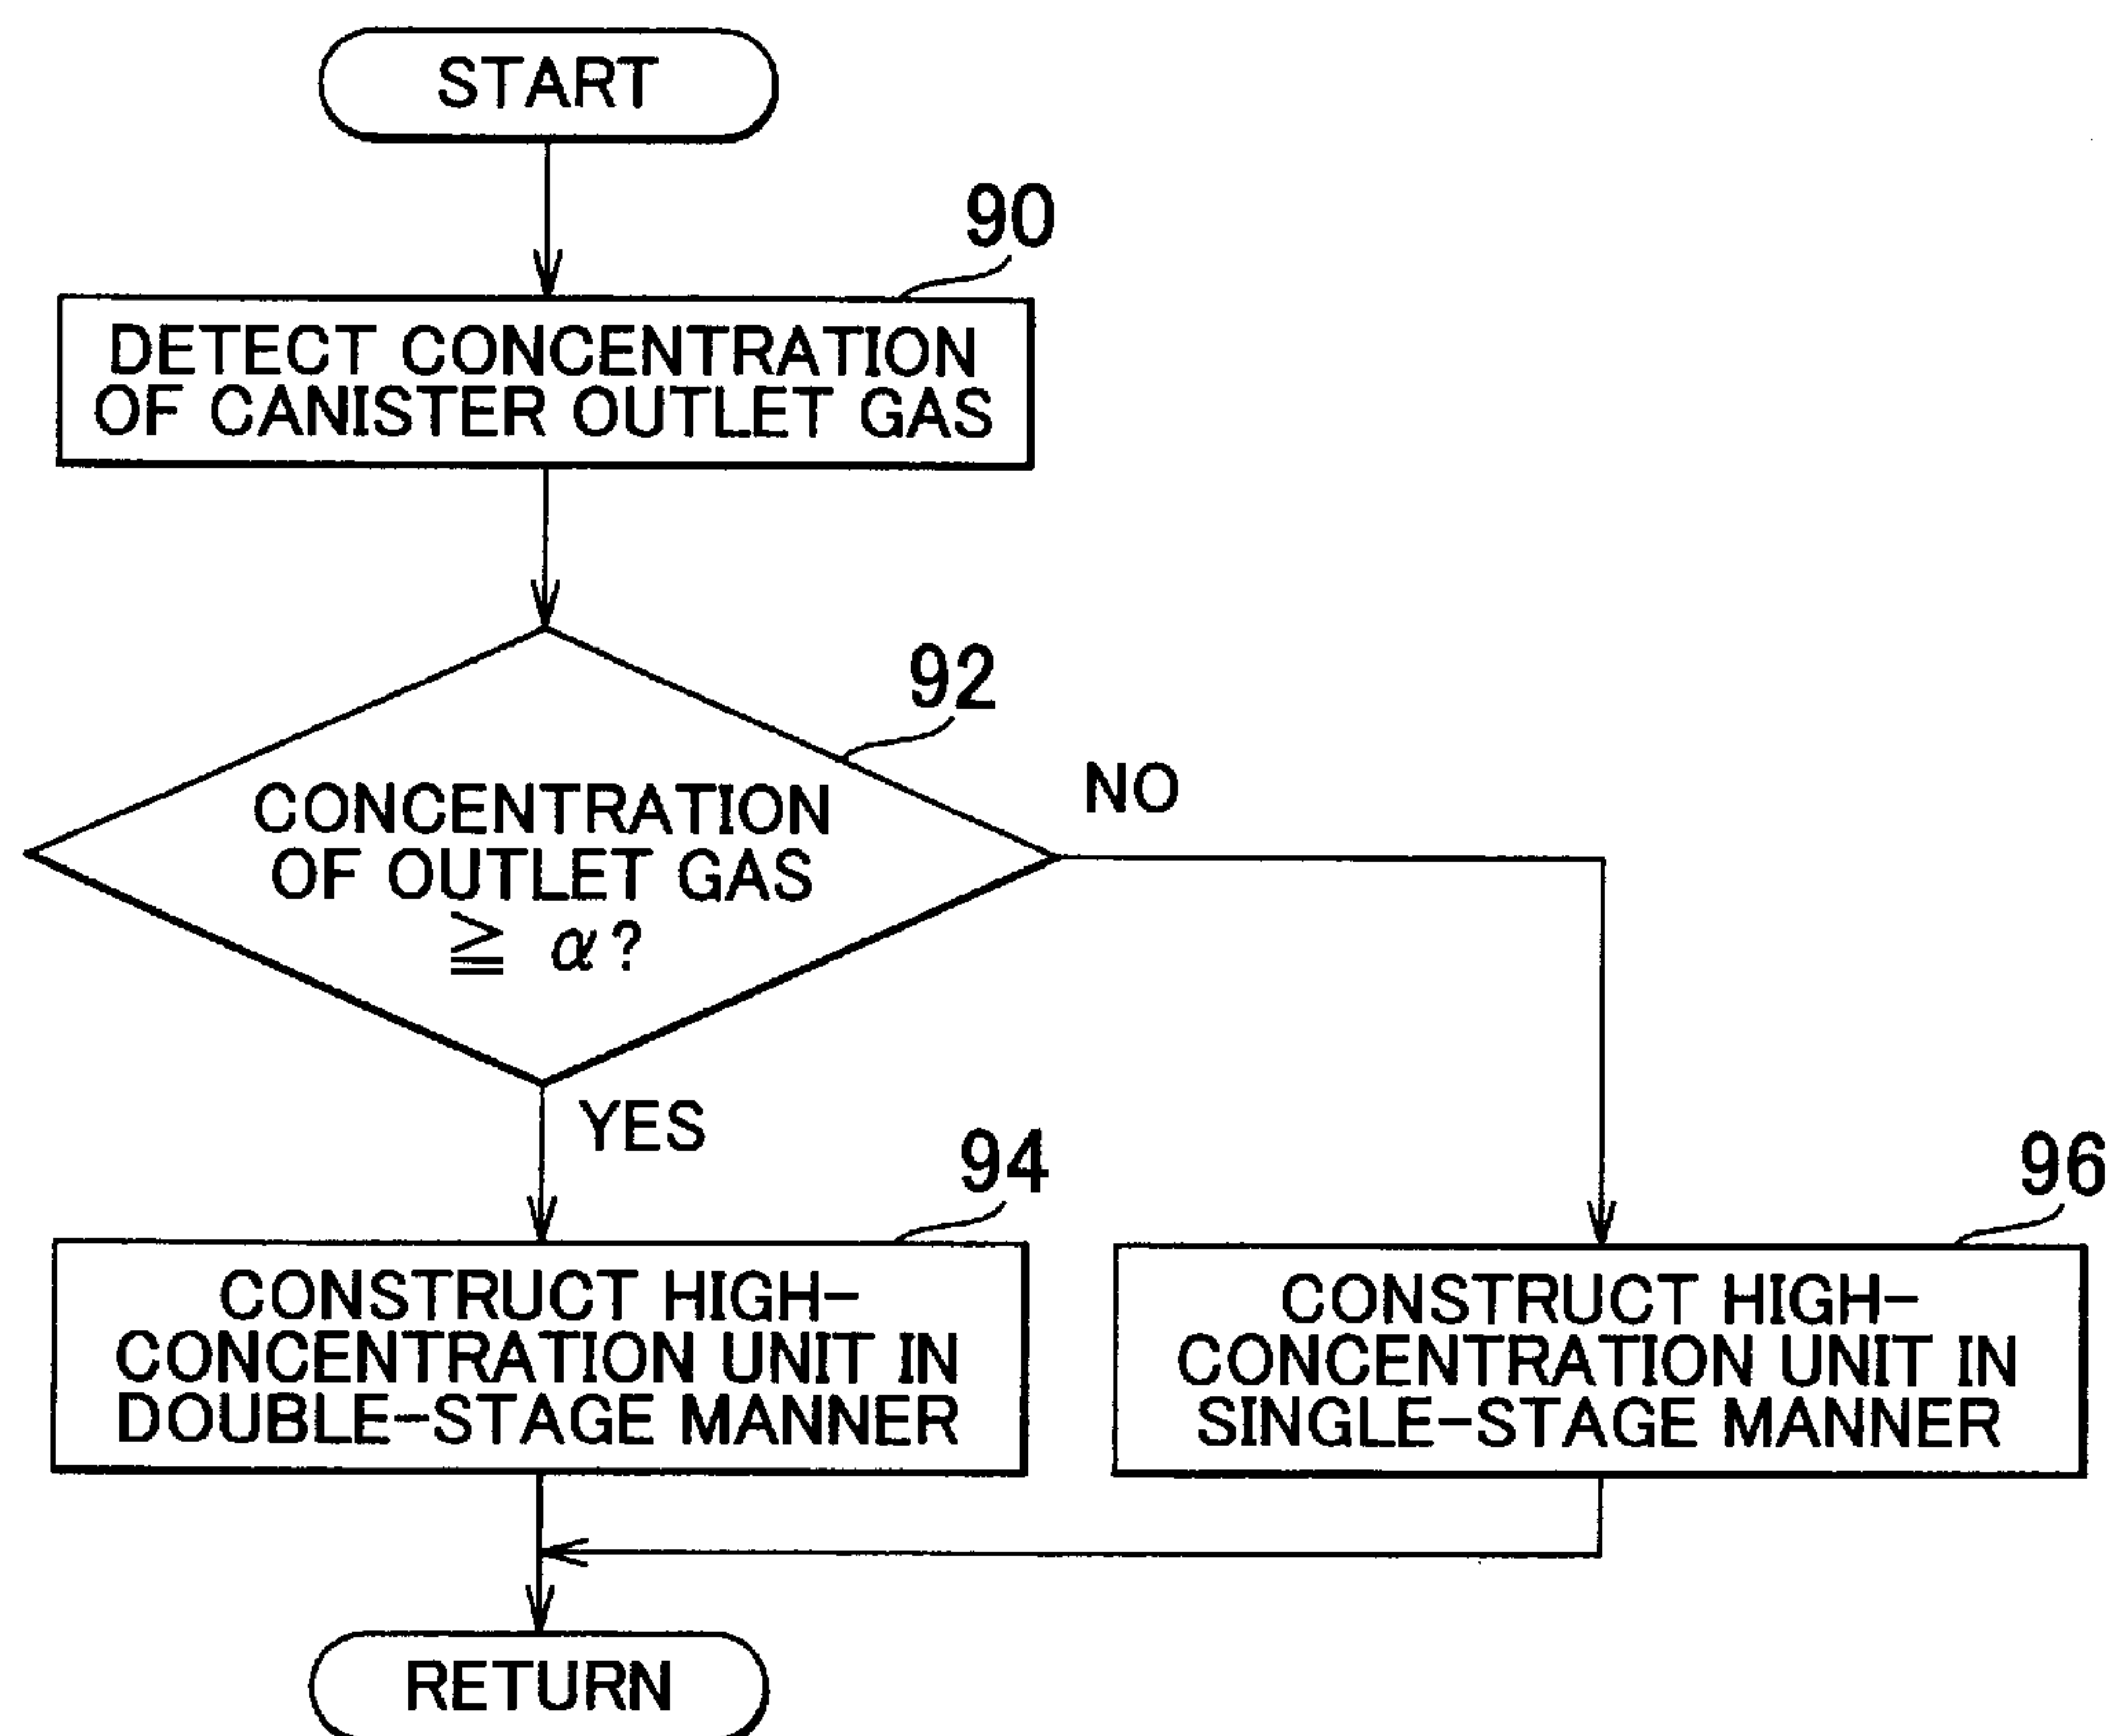 START
90
DETECT CONCENTRATION
OF CANISTER OUTLET GAS
92
CONCENTRATION
OF OUTLET GAS
≧ α?
NO
YES
94
CONSTRUCT HIGH-
CONCENTRATION UNIT IN
DOUBLE-STAGE MANNER
96
CONSTRUCT HIGH-
CONCENTRATION UNIT IN
SINGLE-STAGE MANNER
RETURN